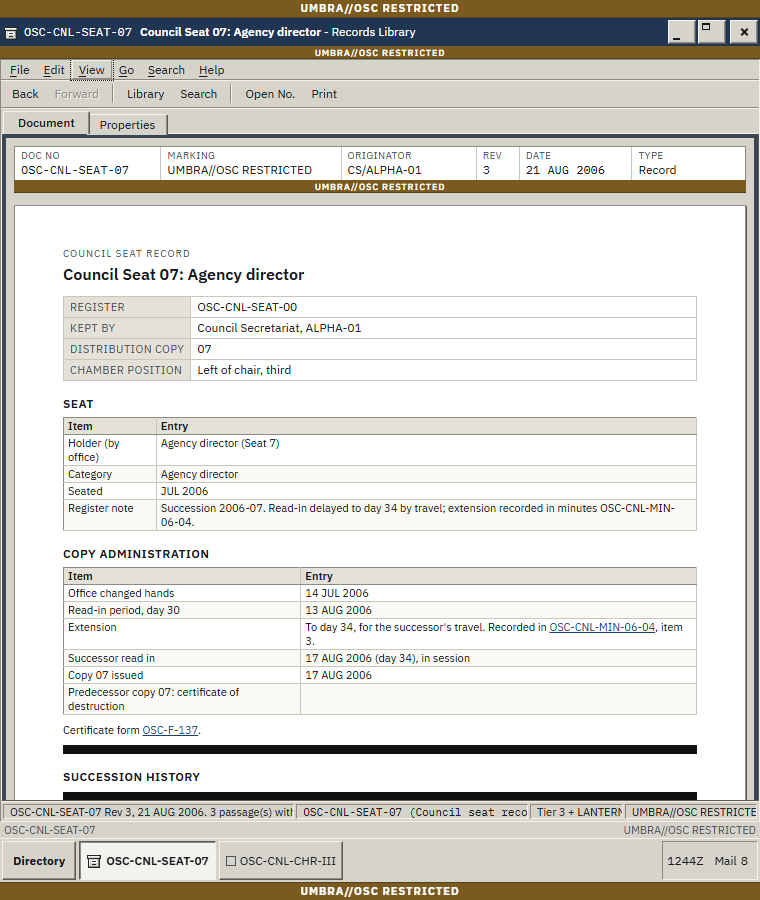 UMBRA//OSC RESTRICTED
OSC-CNL-SEAT-07 Council Seat 07: Agency director - Records Library
UMBRA//OSC RESTRICTED
File Edit View Go Search Help
Back Forward Library Search Open No. Print
Document Properties
DOC NO MARKING ORIGINATOR REV DATE TYPE
OSC-CNL-SEAT-07 UMBRA//OSC RESTRICTED CS/ALPHA-01 3 21 AUG 2006 Record
UMBRA//OSC RESTRICTED
COUNCIL SEAT RECORD
Council Seat 07: Agency director
REGISTER OSC-CNL-SEAT-00
KEPT BY Council Secretariat, ALPHA-01
DISTRIBUTION COPY 07
CHAMBER POSITION Left of chair, third
SEAT
Item Entry
Holder (by office) Agency director (Seat 7)
Category Agency director
Seated JUL 2006
Register note Succession 2006-07. Read-in delayed to day 34 by travel; extension recorded in minutes OSC-CNL-MIN-
06-04.
COPY ADMINISTRATION
Item Entry
Office changed hands 14 JUL 2006
Read-in period, day 30 13 AUG 2006
Extension To day 34, for the successor's travel. Recorded in OSC-CNL-MIN-06-04, item
3.
Successor read in 17 AUG 2006 (day 34), in session
Copy 07 issued 17 AUG 2006
Predecessor copy 07: certificate of
destruction
Certificate form OSC-F-137.
SUCCESSION HISTORY
OSC-CNL-SEAT-07 Rev 3, 21 AUG 2006. 3 passage(s) with OSC-CNL-SEAT-07 (Council seat reco Tier 3 + LANTERN UMBRA//OSC RESTRICTE
OSC-CNL-SEAT-07 UMBRA//OSC RESTRICTED
Directory OSC-CNL-SEAT-07 OSC-CNL-CHR-III 1244Z Mail 8
UMBRA//OSC RESTRICTED